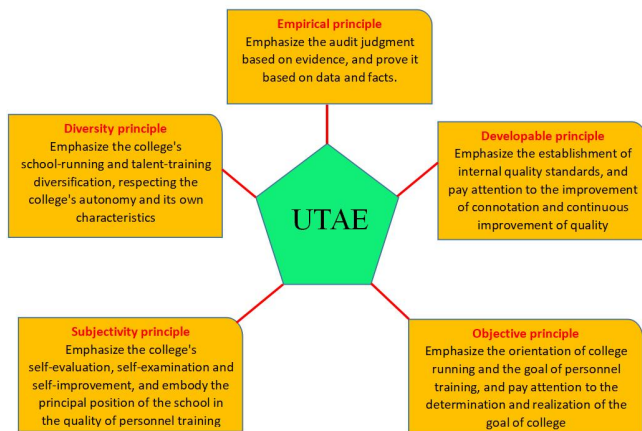 Empirical principle
Emphasize the audit judgment
based on evidence, and prove it
based on data and facts.
Diversity principle
Emphasize the college's
school-running and talent-training
diversification, respecting the
college's autonomy and its own
characteristics
Developable principle
Emphasize the establishment of
internal quality standards, and
pay attention to the improvement
of connotation and continuous
improvement of quality
UTAE
Subjectivity principle
Emphasize the college's
self-evaluation, self-examination and
self-improvement, and embody the
principal position of the school in
the quality of personnel training
Objective principle
Emphasize the orientation of college
running and the goal of personnel
training, and pay attention to the
determination and realization of the
goal of college